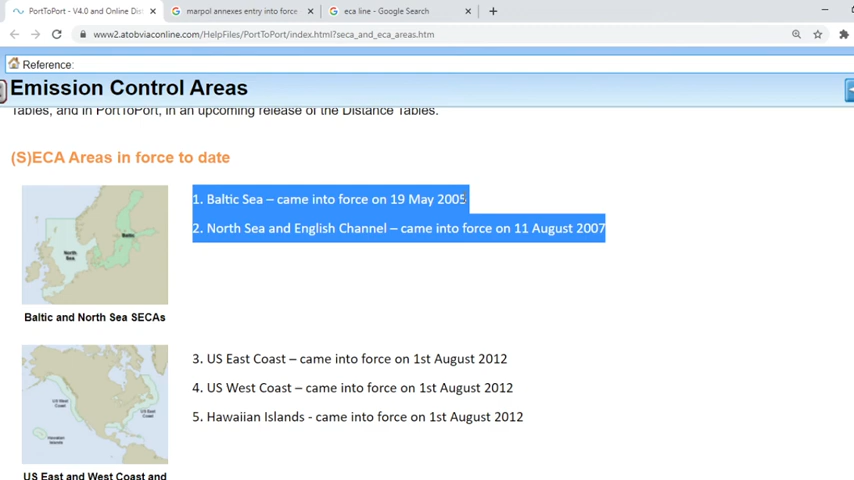 PortToPort - V4.0 and Online Di
marpol annexes entry into force
eca line - Google Search
www2.atobviaconline.com/HelpFiles/PortToPort/index.html?seca_and_eca_areas.htm
Reference:
Emission Control Areas
Tables, and in PortToPort, in an upcoming release of the Distance Tables.
(S)ECA Areas in force to date
1. Baltic Sea – came into force on 19 May 2005
2. North Sea and English Channel – came into force on 11 August 2007
North Sea
Baltic
Baltic and North Sea SECAs
3. US East Coast – came into force on 1st August 2012
4. US West Coast – came into force on 1st August 2012
5. Hawaiian Islands - came into force on 1st August 2012
US West Coast
US East Coast
Hawaiian Islands
US East and West Coast and